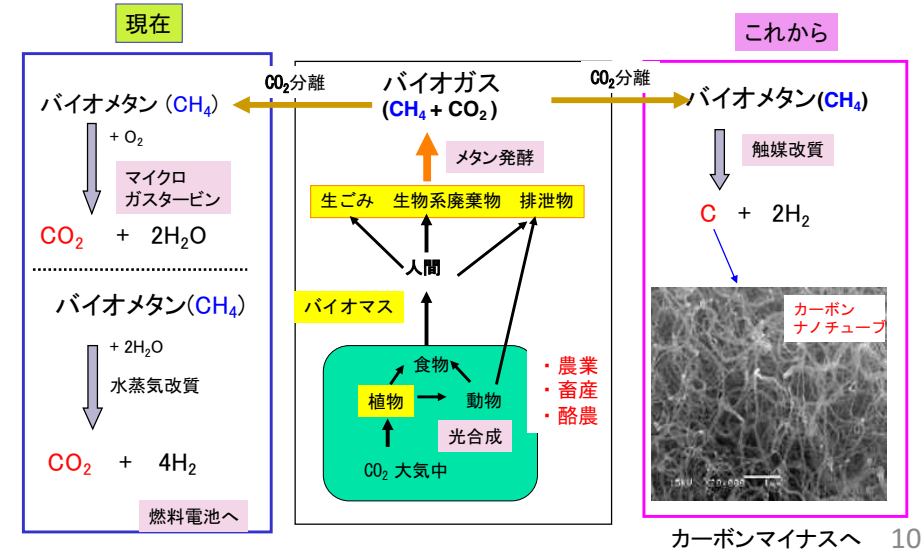 現在
バイオメタン（CH₄）
+ O₂
マイクロ
ガスタービン
CO₂ + 2H₂O
バイオメタン（CH₄）
+ 2H₂O
水蒸気改質
CO₂ + 4H₂
燃料電池へ
CO₂分離
バイオガス
(CH₄ + CO₂)
CO₂分離
メタン発酵
生ごみ 生物系廃棄物 排泄物
人間
バイオマス
食物
植物
動物
光合成
CO₂ 大気中
・農業
・畜産
・酪農
これから
バイオメタン(CH₄)
触媒改質
C + 2H₂
カーボン
ナノチューブ
カーボンマイナスへ
10